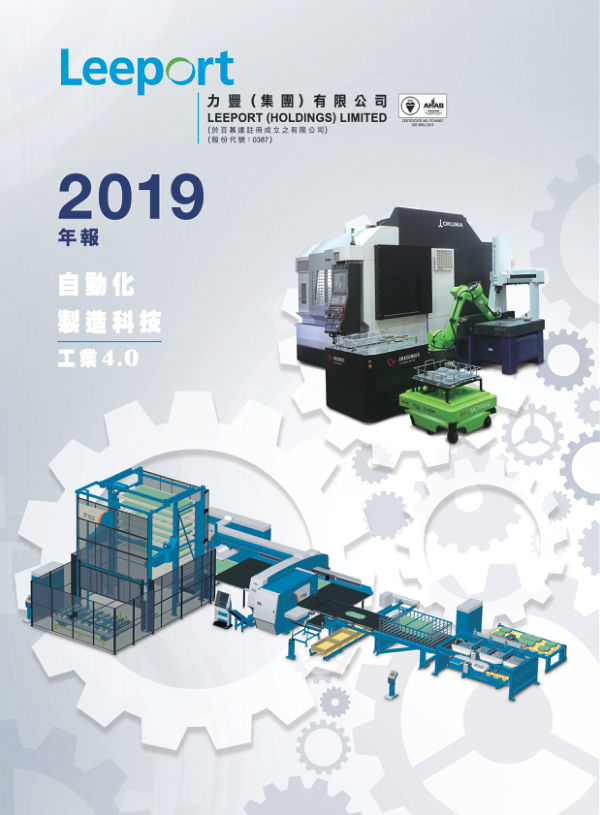 Leeport
力豐(集團)有限公司
LEEPORT (HOLDINGS) LIMITED
(於百慕達註冊成立之有限公司)
(股份代號:0387)
ANAB
2019
年報
自動化
製造科技
工業4.0
OKUMA